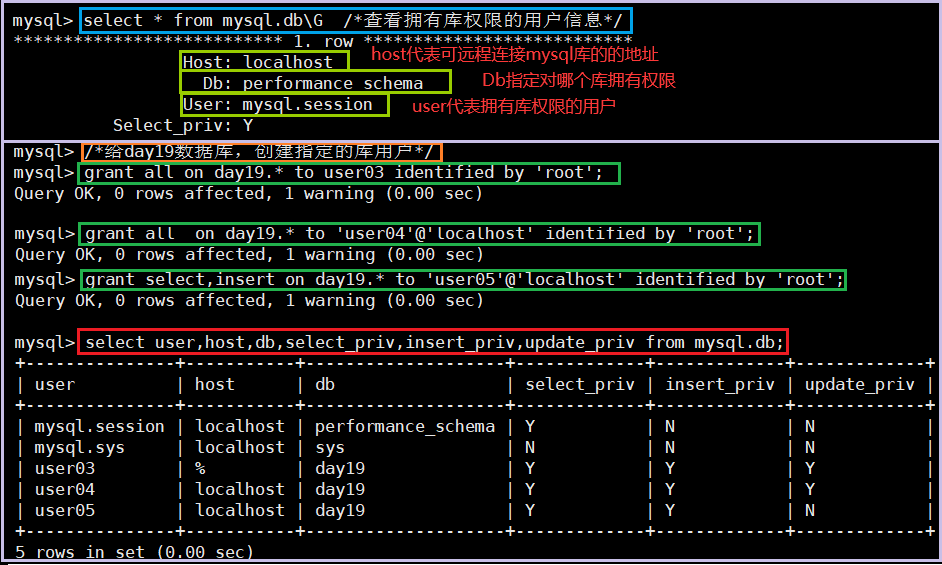 mysql> select * from mysql.db\G /*查看拥有库权限的用户信息*/
*************************** 1. row ***************************
Host: localhost
host代表可远程连接mysql库的的地址
Db: performance_schema
Db指定对哪个库拥有权限
User: mysql.session
user代表拥有库权限的用户
Select_priv: Y
mysql> /*给day19数据库，创建指定的库用户*/
mysql> grant all on day19.* to user03 identified by 'root';
Query OK, 0 rows affected, 1 warning (0.00 sec)
mysql> grant all  on day19.* to 'user04'@'localhost' identified by 'root';
Query OK, 0 rows affected, 1 warning (0.00 sec)
mysql> grant select,insert on day19.* to 'user05'@'localhost' identified by 'root';
Query OK, 0 rows affected, 1 warning (0.00 sec)
mysql> select user,host,db,select_priv,insert_priv,update_priv from mysql.db;
+---------------+-----------+--------------------+-------------+-------------+-------------+
| user | host | db | select_priv | insert_priv | update_priv |
+---------------+-----------+--------------------+-------------+-------------+-------------+
| mysql.session | localhost | performance_schema | Y | N | N |
| mysql.sys | localhost | sys | N | N | N |
| user03 | % | day19 | Y | Y | Y |
| user04 | localhost | day19 | Y | Y | Y |
| user05 | localhost | day19 | Y | Y | N |
+---------------+-----------+--------------------+-------------+-------------+-------------+
5 rows in set (0.00 sec)